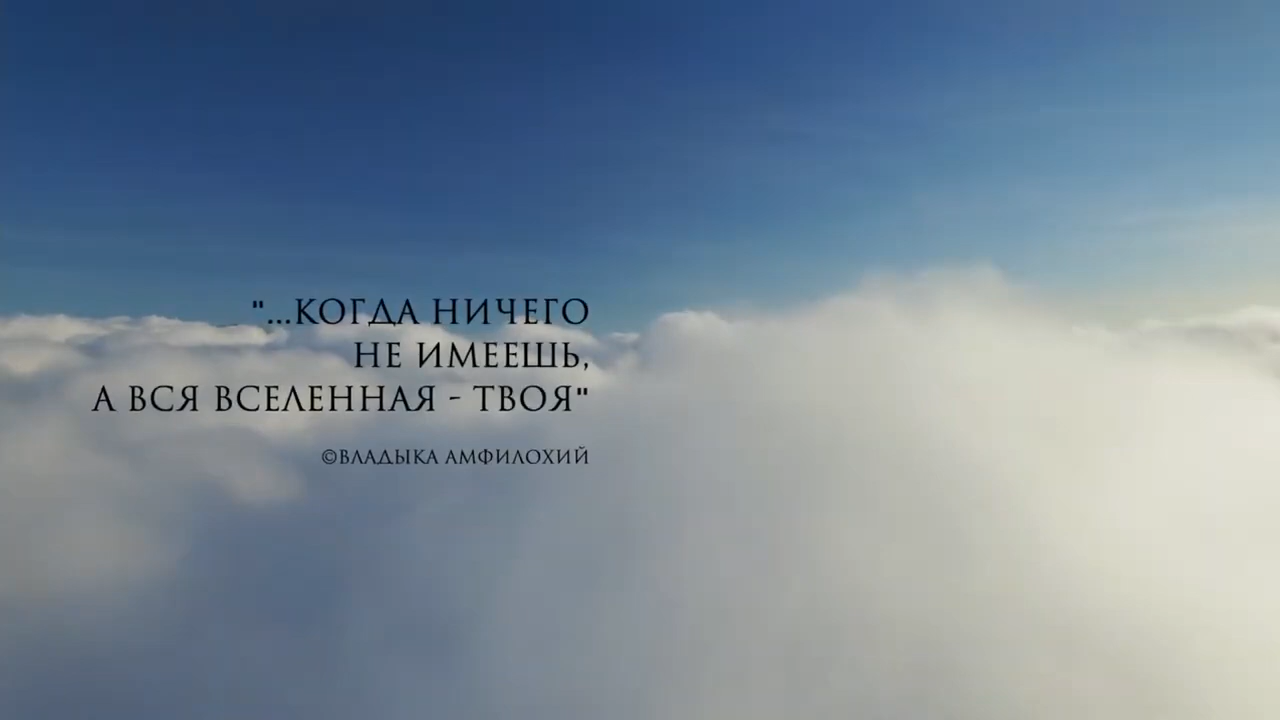 "...КОГДА НИЧЕГО
НЕ ИМЕЕШЬ,
А ВСЯ ВСЕЛЕННАЯ - ТВОЯ"
©ВЛАДЫКА АМФИЛОХИЙ